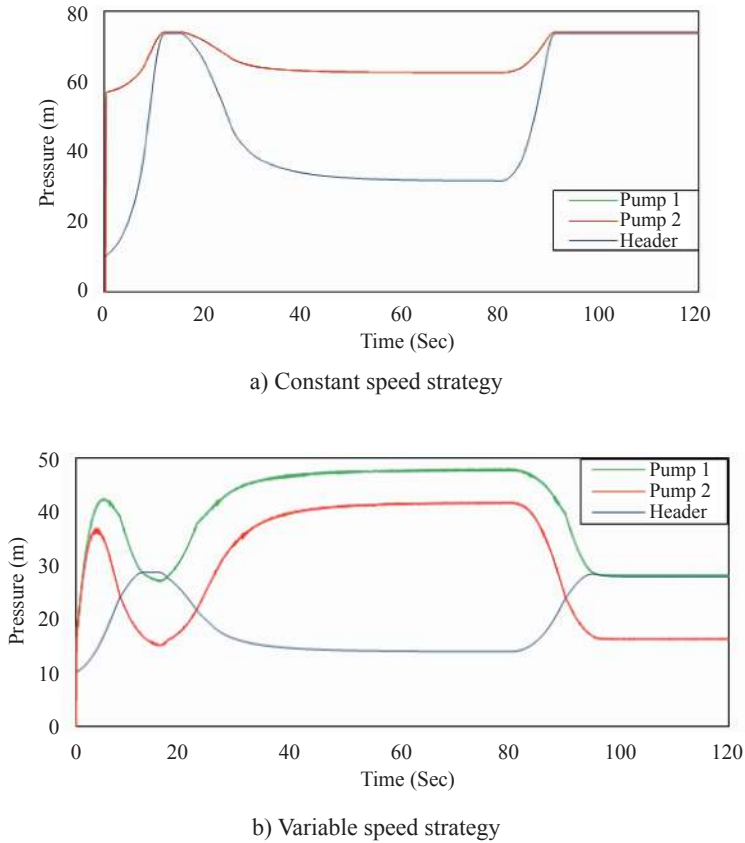 80
60
40
20
0
Pressure (m)
Pump 1
Pump 2
Header
0 20 40 60 80 100 120
Time (Sec)
a) Constant speed strategy
50
40
30
20
10
0
Pressure (m)
Pump 1
Pump 2
Header
0 20 40 60 80 100 120
Time (Sec)
b) Variable speed strategy